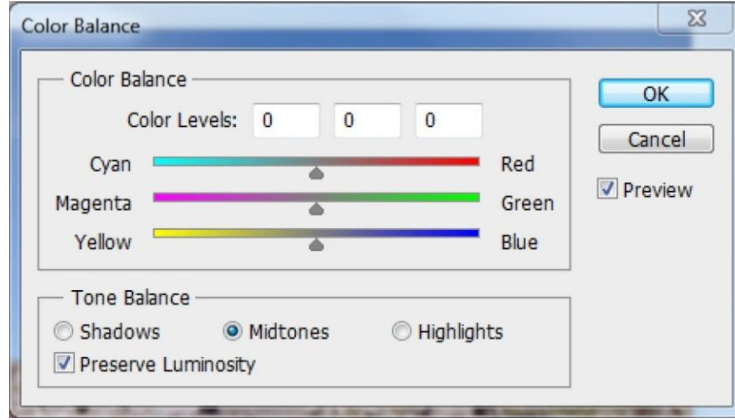 Color Balance
Color Balance
Color Levels: 0 0 0
OK
Cancel
Preview
Cyan Red
Magenta Green
Yellow Blue
Tone Balance
Shadows Midtones Highlights
Preserve Luminosity